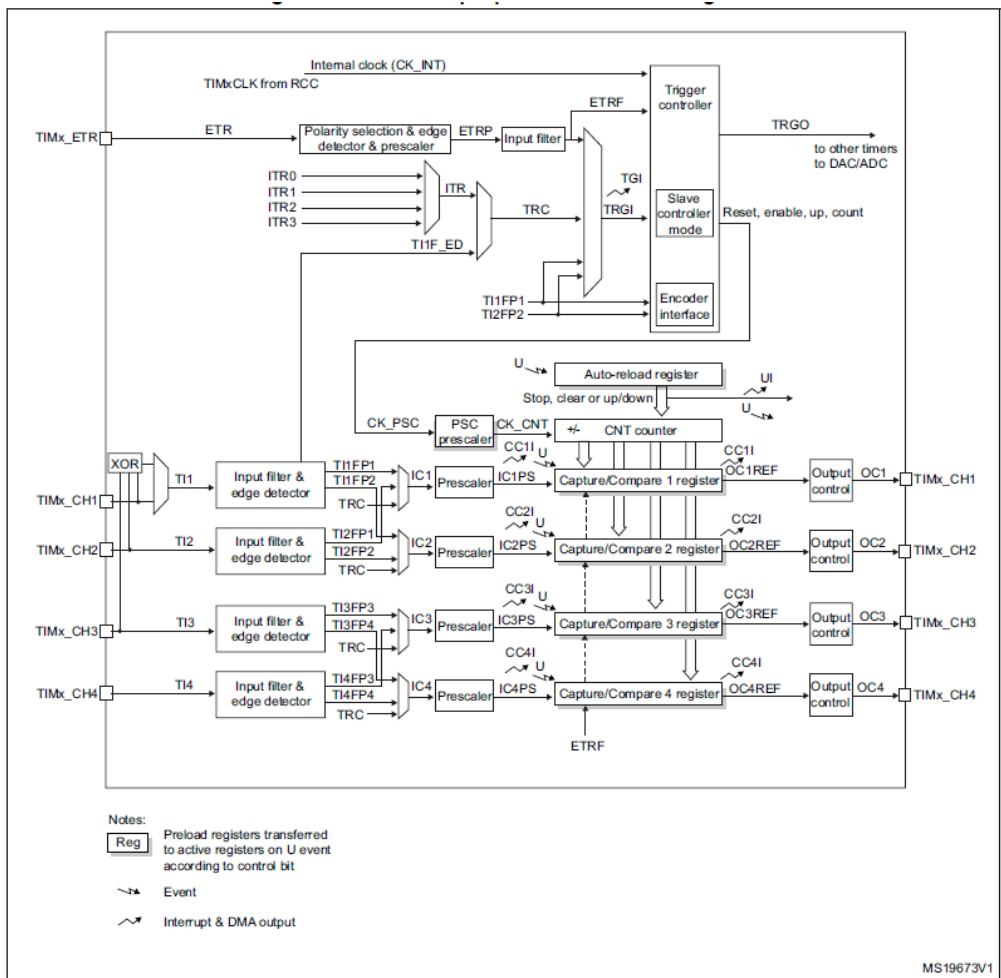 Internal clock (CK_INT)
TIMxCLK from RCC
Trigger
controller
ETRF
TIMx_ETR
ETR
Polarity selection & edge
detector & prescaler
ETRP
Input filter
TRGO
to other timers
to DAC/ADC
ITR0
ITR1
ITR2
ITR3
ITR
TRC
TI1F_ED
TGI
TRGI
Slave
controller
mode
Reset, enable, up, count
TI1FP1
TI2FP2
Encoder
interface
U
Auto-reload register
UI
Stop, clear or up/down
U
CK_PSC
PSC
prescaler
CK_CNT
+/-
CNT counter
XOR
TI1
Input filter &
edge detector
TI1FP1
TI1FP2
TRC
IC1
Prescaler
IC1PS
CC1I
U
Capture/Compare 1 register
CC1I
OC1REF
Output
control
OC1
TIMx_CH1
TIMx_CH1
TIMx_CH2
TI2
Input filter &
edge detector
TI2FP1
TI2FP2
TRC
IC2
Prescaler
IC2PS
CC2I
U
Capture/Compare 2 register
CC2I
OC2REF
Output
control
OC2
TIMx_CH2
TIMx_CH3
TI3
Input filter &
edge detector
TI3FP3
TI3FP4
TRC
IC3
Prescaler
IC3PS
CC3I
U
Capture/Compare 3 register
CC3I
OC3REF
Output
control
OC3
TIMx_CH3
TIMx_CH4
TI4
Input filter &
edge detector
TI4FP3
TI4FP4
TRC
IC4
Prescaler
IC4PS
CC4I
U
Capture/Compare 4 register
CC4I
OC4REF
Output
control
OC4
TIMx_CH4
ETRF
Notes:
Reg
Preload registers transferred
to active registers on U event
according to control bit
Event
Interrupt & DMA output
MS19673V1